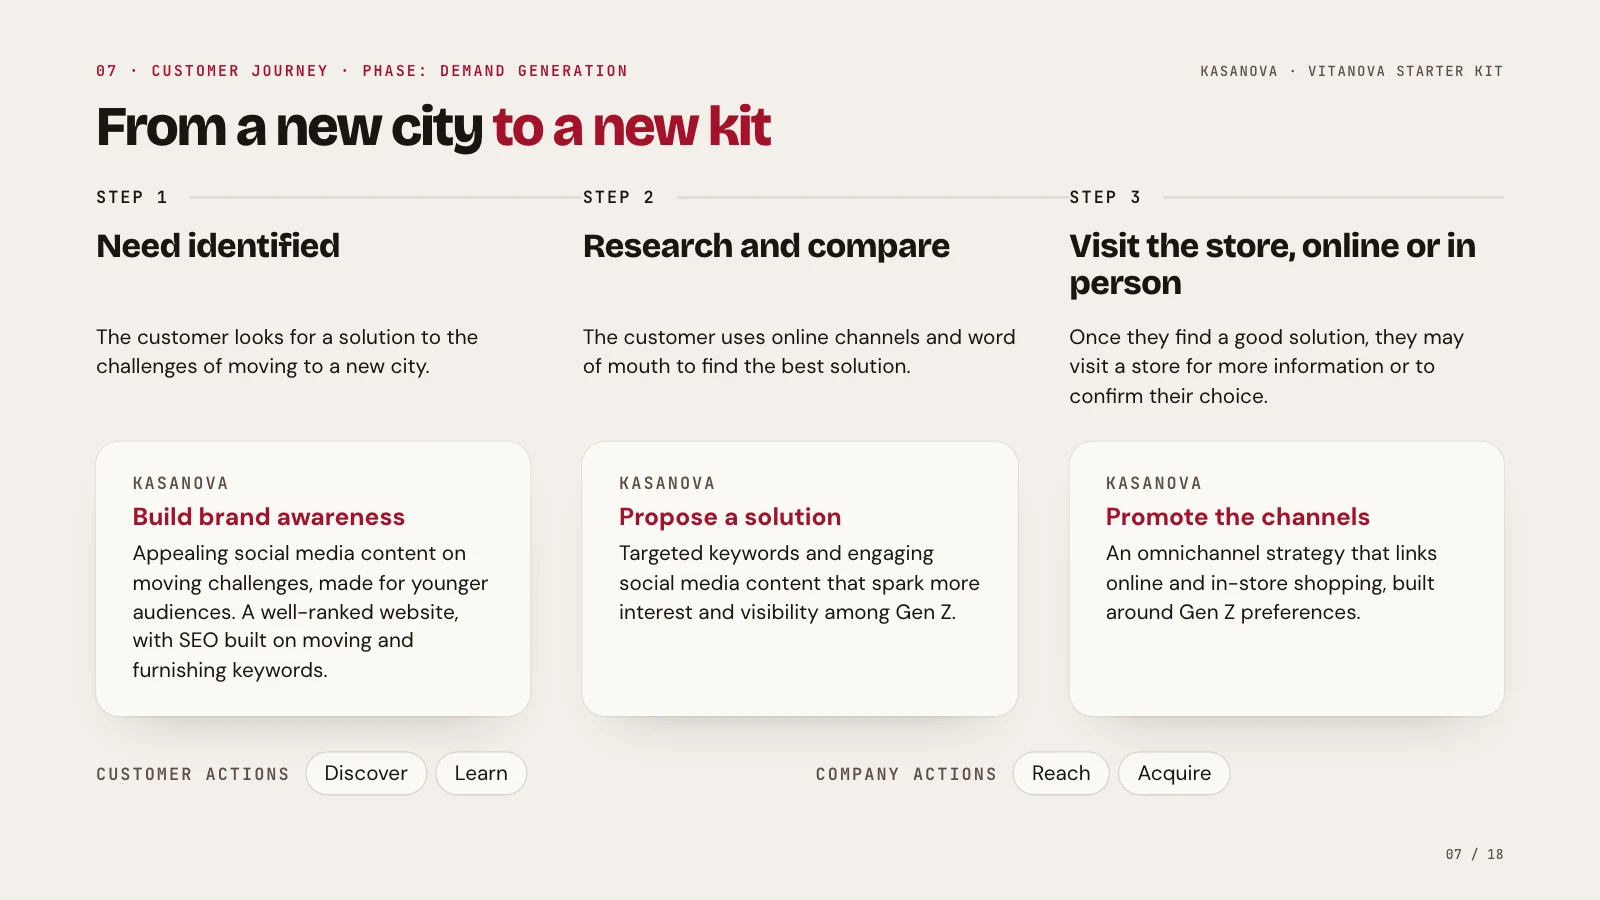 07 · CUSTOMER JOURNEY · PHASE: DEMAND GENERATION
KASANOVA · VITANOVA STARTER KIT
From a new city to a new kit
STEP 1
Need identified
The customer looks for a solution to the
challenges of moving to a new city.
KASANOVA
Build brand awareness
Appealing social media content on
moving challenges, made for younger
audiences. A well-ranked website,
with SEO built on moving and
furnishing keywords.
STEP 2
Research and compare
The customer uses online channels and word
of mouth to find the best solution.
KASANOVA
Propose a solution
Targeted keywords and engaging
social media content that spark more
interest and visibility among Gen Z.
STEP 3
Visit the store, online or in
person
Once they find a good solution, they may
visit a store for more information or to
confirm their choice.
KASANOVA
Promote the channels
An omnichannel strategy that links
online and in-store shopping, built
around Gen Z preferences.
CUSTOMER ACTIONS Discover Learn
COMPANY ACTIONS Reach Acquire
07 / 18